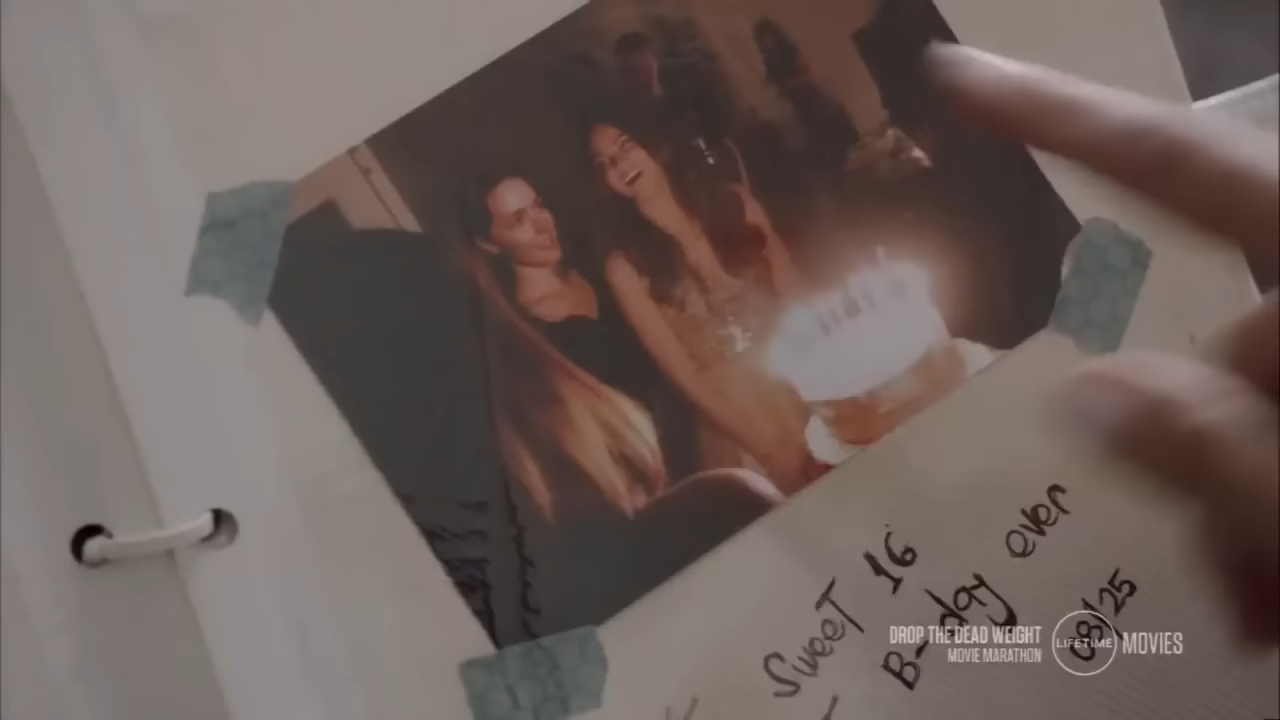 Sweet 16
B-day ever
08/25
DROP THE DEAD WEIGHT
MOVIE MARATHON
LIFETIME MOVIES